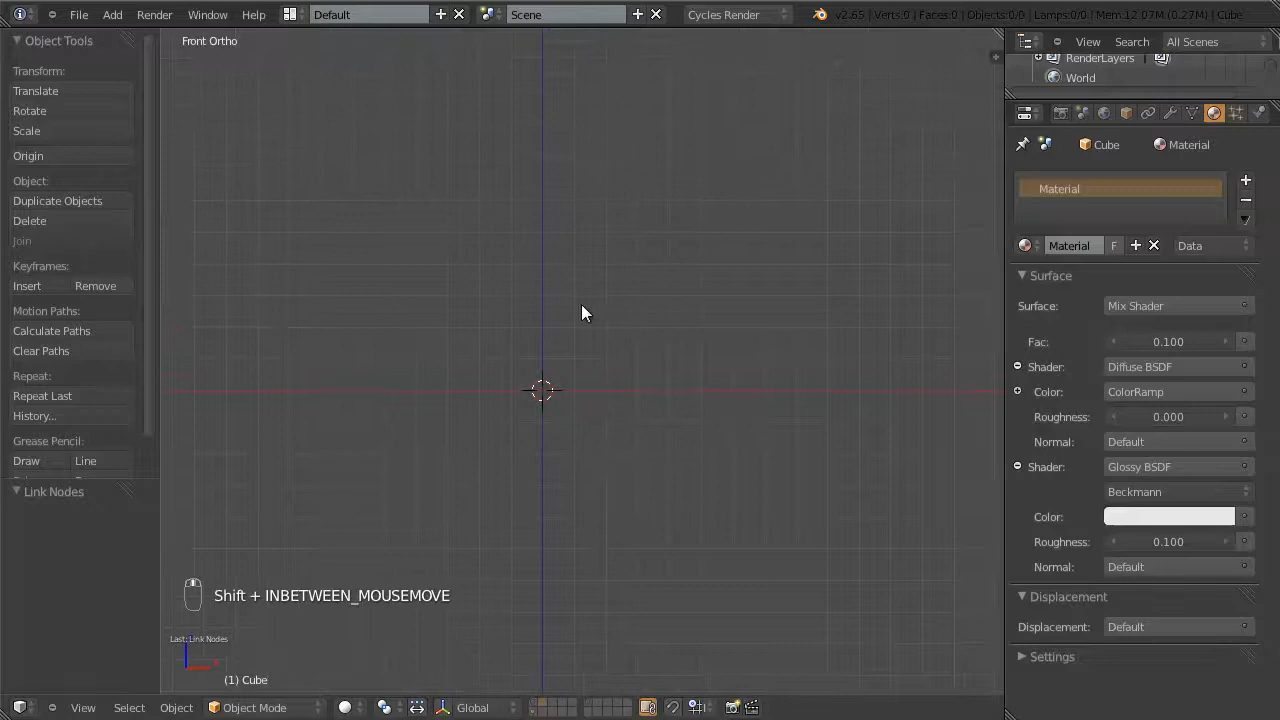 File Add Render Window Help Default Scene Cycles Render v2.65 | Verts:0 | Faces:0 | Objects:0/0 | Lamps:0/0 | Mem:12.07M (0.27M) | Cube
Object Tools
Front Ortho
View Search All Scenes
RenderLayers
World
Transform:
Translate
Rotate
Scale
Origin
Object:
Duplicate Objects
Delete
Join
Keyframes:
Insert Remove
Motion Paths:
Calculate Paths
Clear Paths
Repeat:
Repeat Last
History...
Grease Pencil:
Draw Line
Link Nodes
Cube Material
Material
Material F Data
Surface
Surface: Mix Shader
Fac: 0.100
Shader: Diffuse BSDF
Color: ColorRamp
Roughness: 0.000
Normal: Default
Shader: Glossy BSDF
Beckmann
Color:
Roughness: 0.100
Normal: Default
Displacement
Displacement: Default
Settings
Shift + INBETWEEN_MOUSEMOVE
Last: Link Nodes
x
(1) Cube
View Select Object Object Mode Global